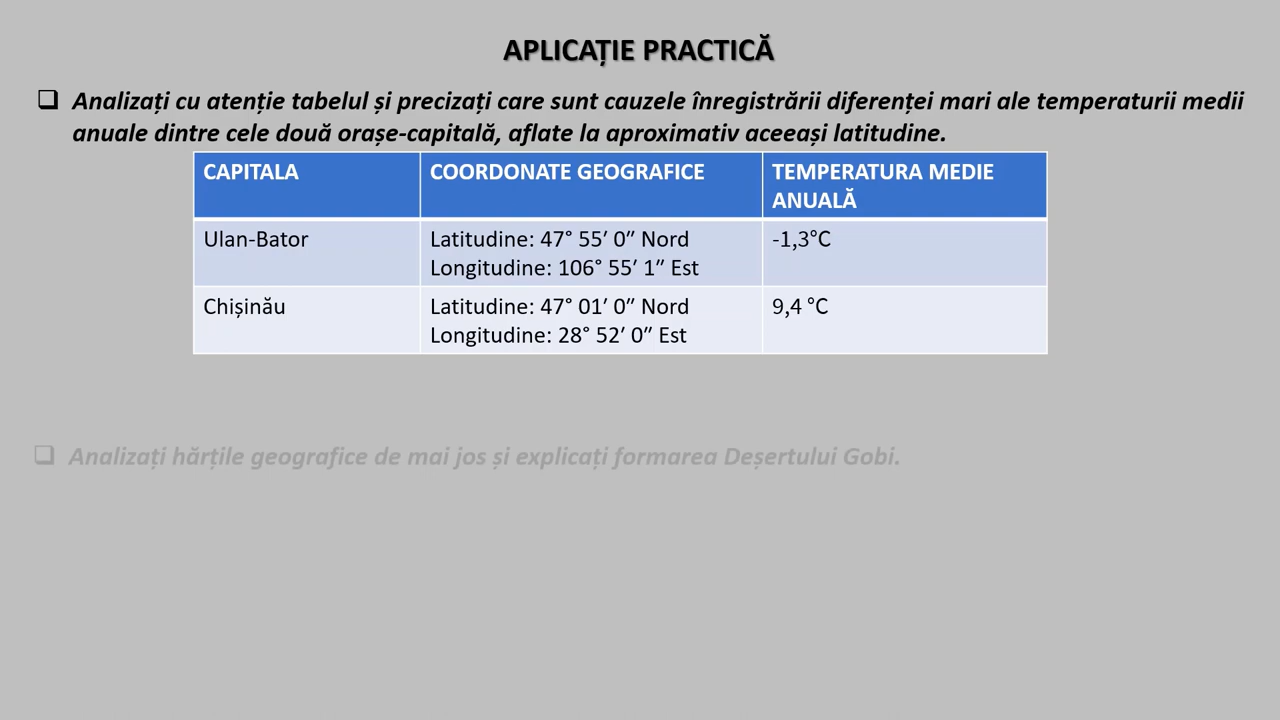 APLICAȚIE PRACTICĂ
❑ Analizați cu atenție tabelul și precizați care sunt cauzele înregistrării diferenței mari ale temperaturii medii
anuale dintre cele două orașe-capitală, aflate la aproximativ aceeași latitudine.
CAPITALA COORDONATE GEOGRAFICE TEMPERATURA MEDIE
ANUALĂ
Ulan-Bator Latitudine: 47° 55′ 0″ Nord -1,3°C
Longitudine: 106° 55′ 1″ Est
Chișinău Latitudine: 47° 01′ 0″ Nord 9,4 °C
Longitudine: 28° 52′ 0″ Est
❑ Analizați hărțile geografice de mai jos și explicați formarea Deșertului Gobi.